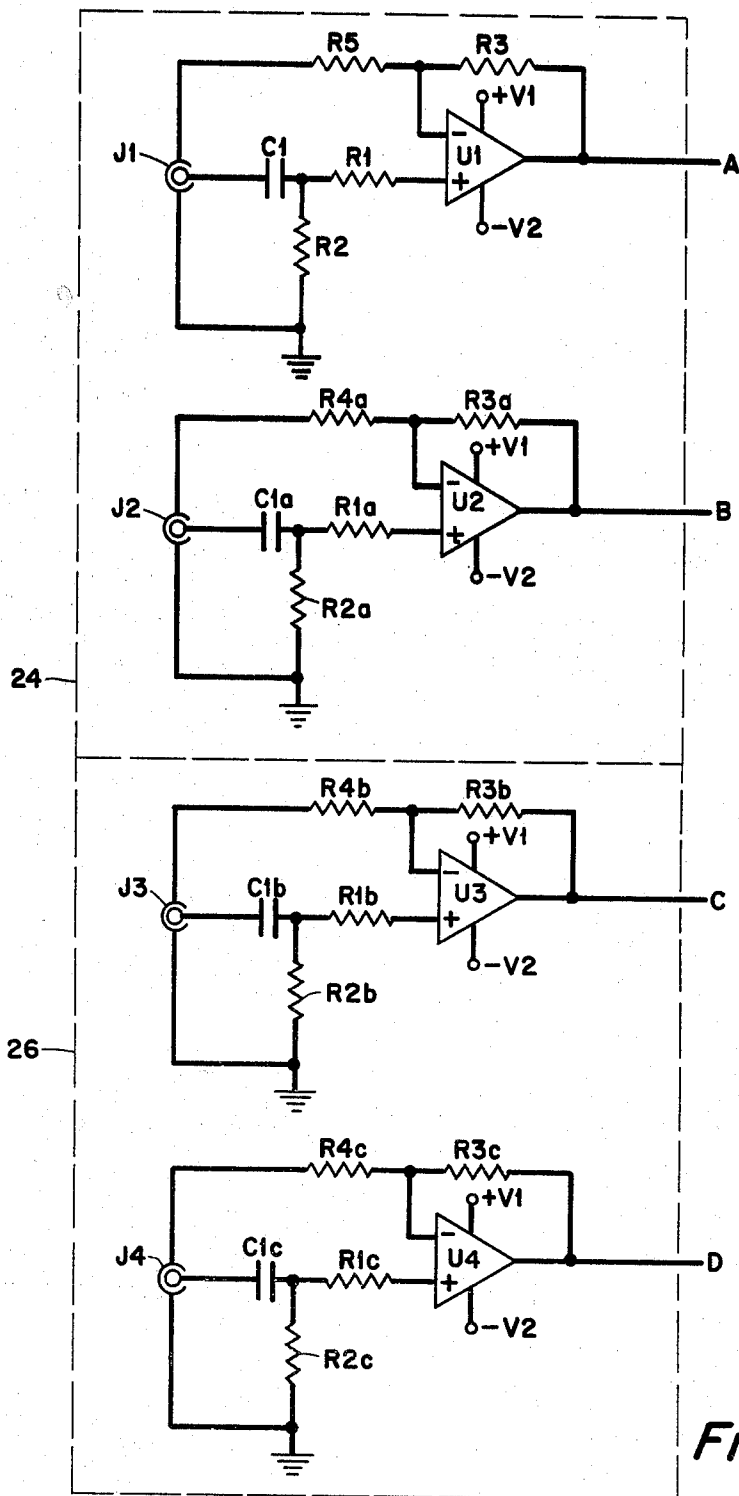 R5
R3
+V1
J1
C1
R1
-
U1
+
A
R2
-V2
R4a
R3a
+V1
J2
C1a
R1a
-
U2
+
B
-V2
R2a
24
R4b
R3b
+V1
J3
C1b
R1b
-
U3
+
C
-V2
R2b
26
R4c
R3c
+V1
J4
C1c
R1c
-
U4
+
D
-V2
R2c